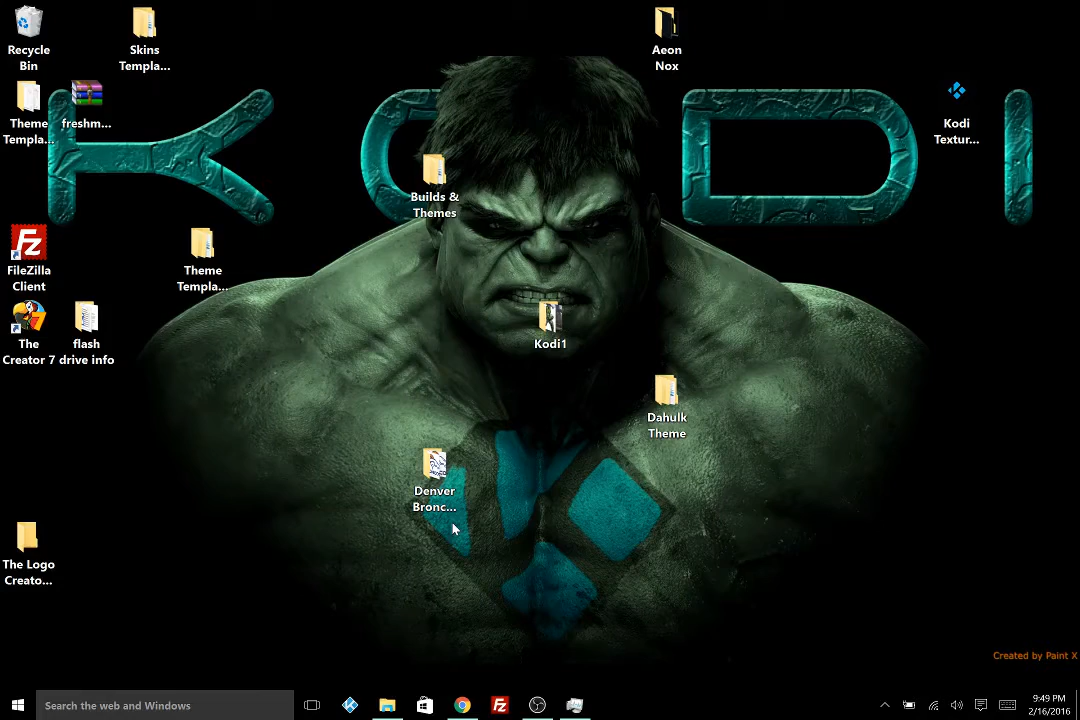 KODI
Recycle
Bin
Skins
Templa...
Aeon
Nox
Theme
Templa...
freshm...
Kodi
Textur...
Builds &
Themes
FileZilla
Client
Theme
Templa...
The
Creator 7
flash
drive info
Kodi1
Dahulk
Theme
Denver
Bronc...
The Logo
Creato...
Created by Paint X
Search the web and Windows
9:49 PM
2/16/2016